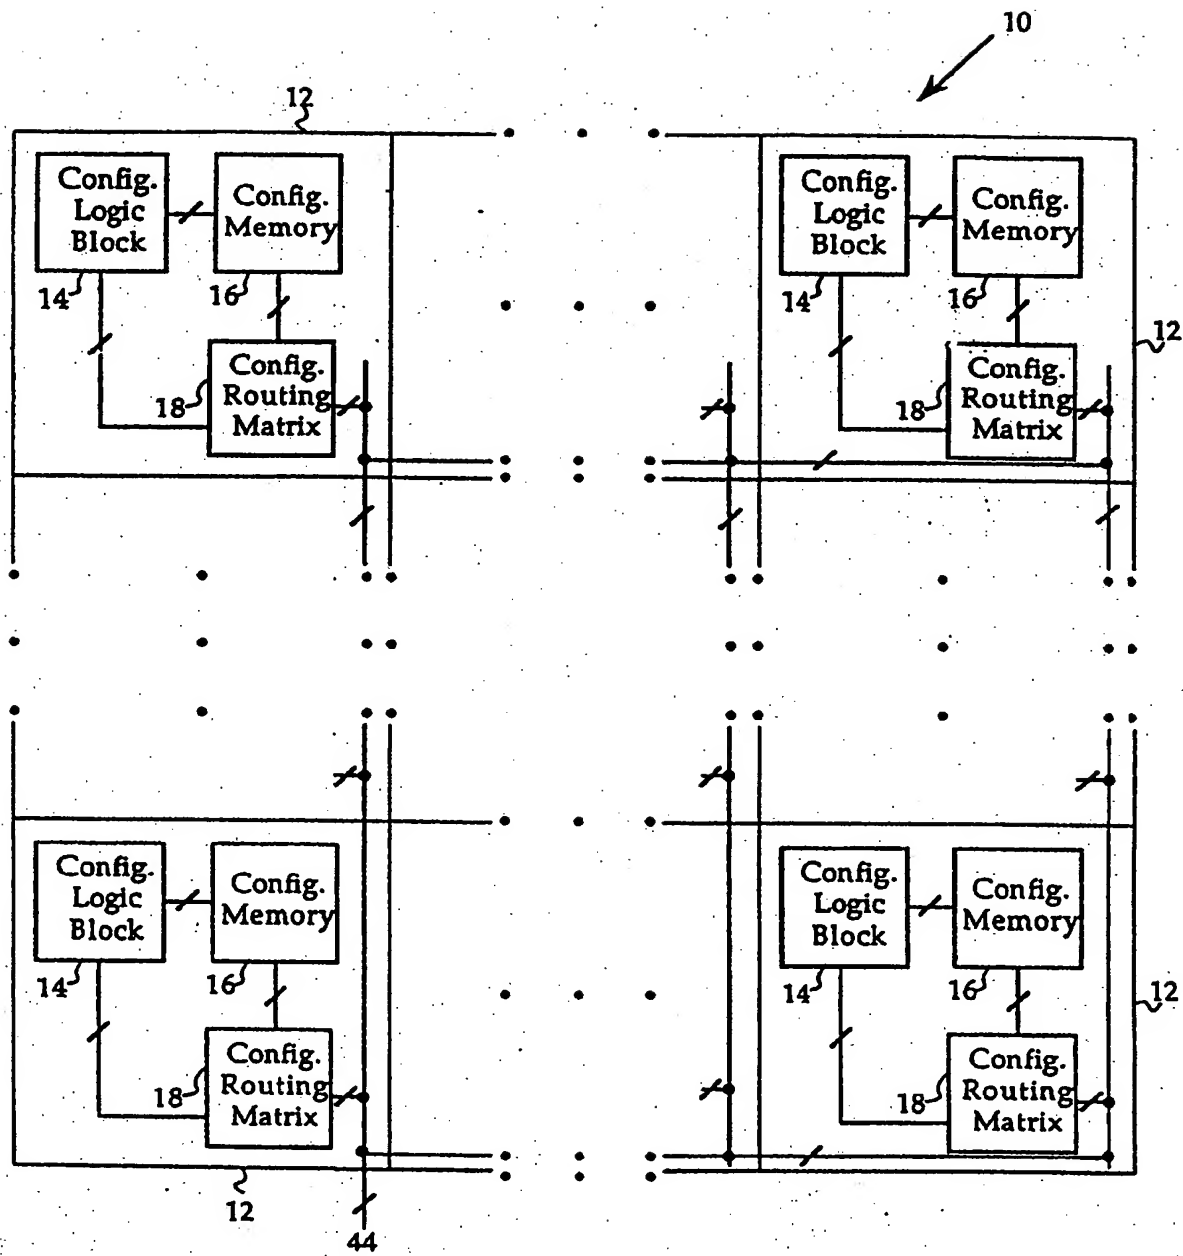 10
12
Config.
Logic
Block
Config.
Memory
14
16
Config.
Routing
Matrix
18
Config.
Logic
Block
Config.
Memory
14
16
12
Config.
Routing
Matrix
18
Config.
Logic
Block
Config.
Memory
14
16
Config.
Routing
Matrix
18
12
44
Config.
Logic
Block
Config.
Memory
14
16
12
Config.
Routing
Matrix
18